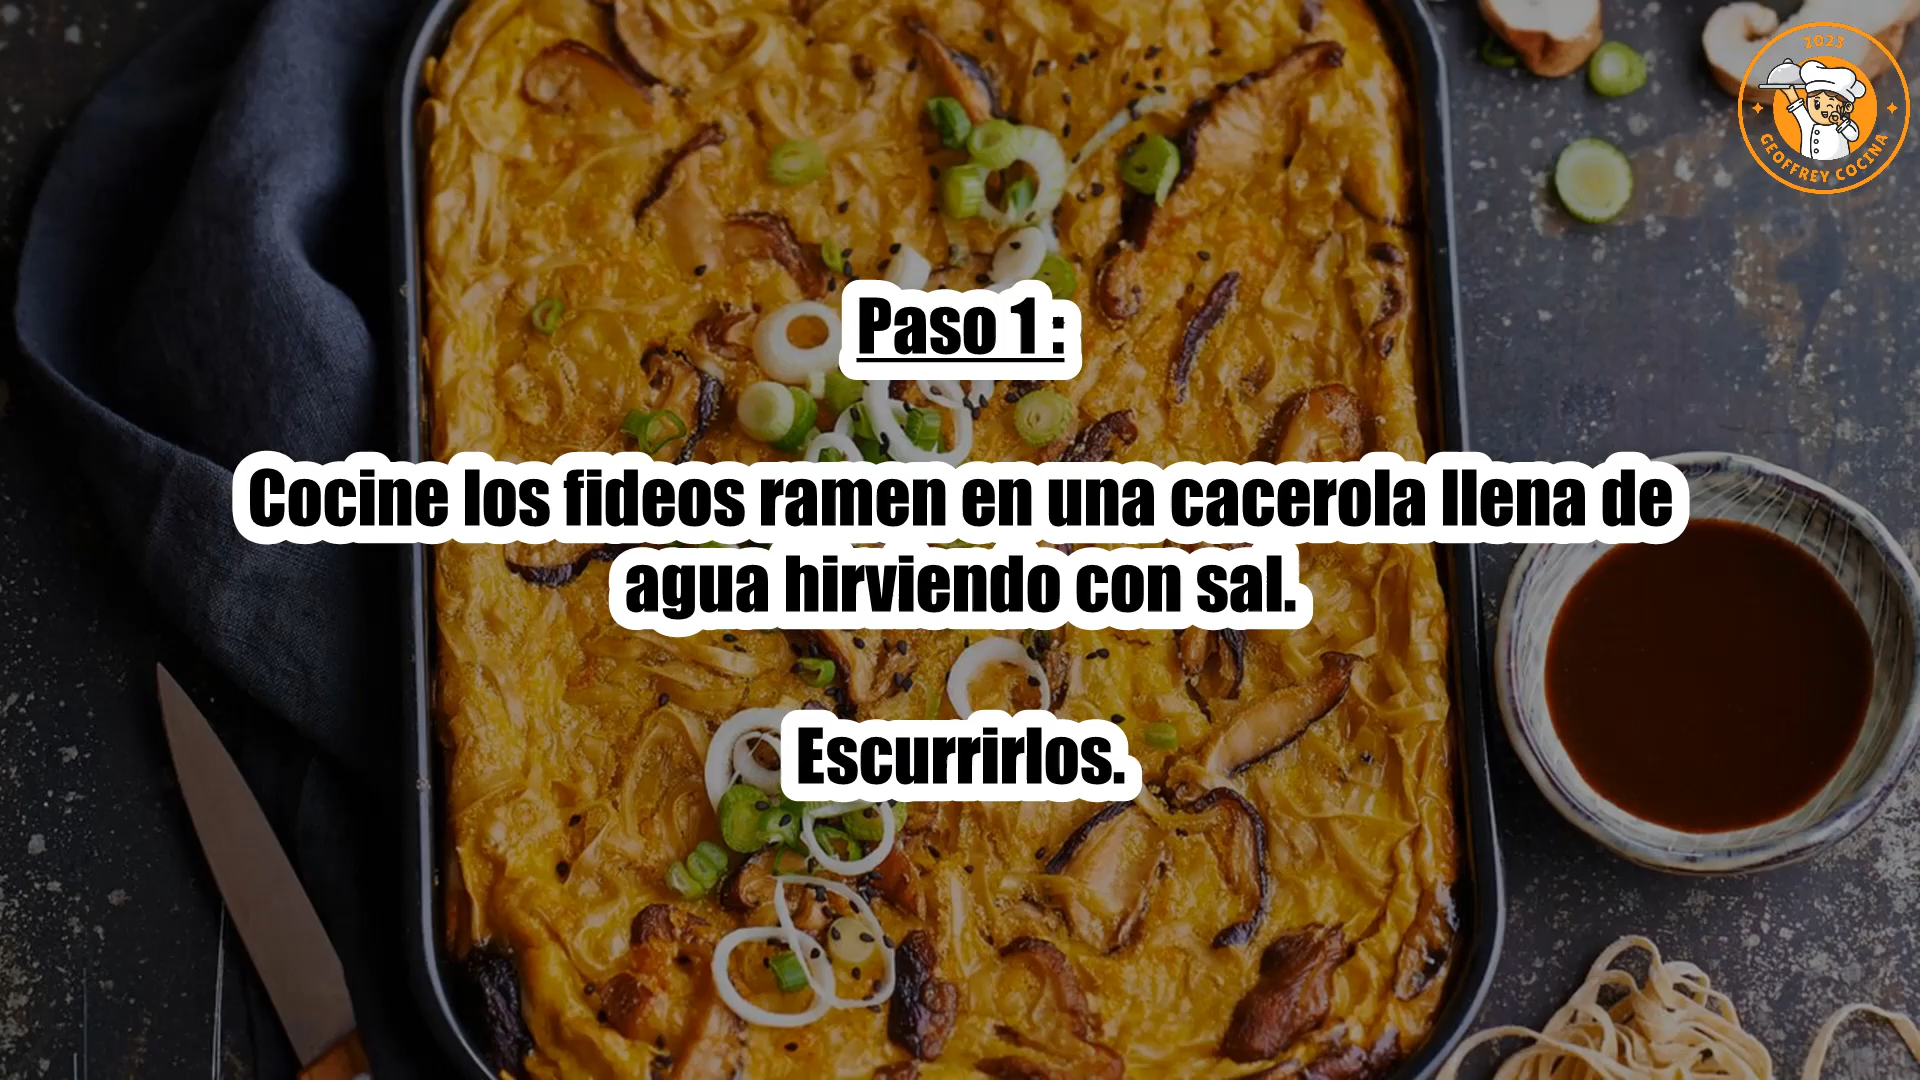 2023
GEOFFREY COCINA
Paso 1 :
Cocine los fideos ramen en una cacerola llena de
agua hirviendo con sal.
Escurrirlos.